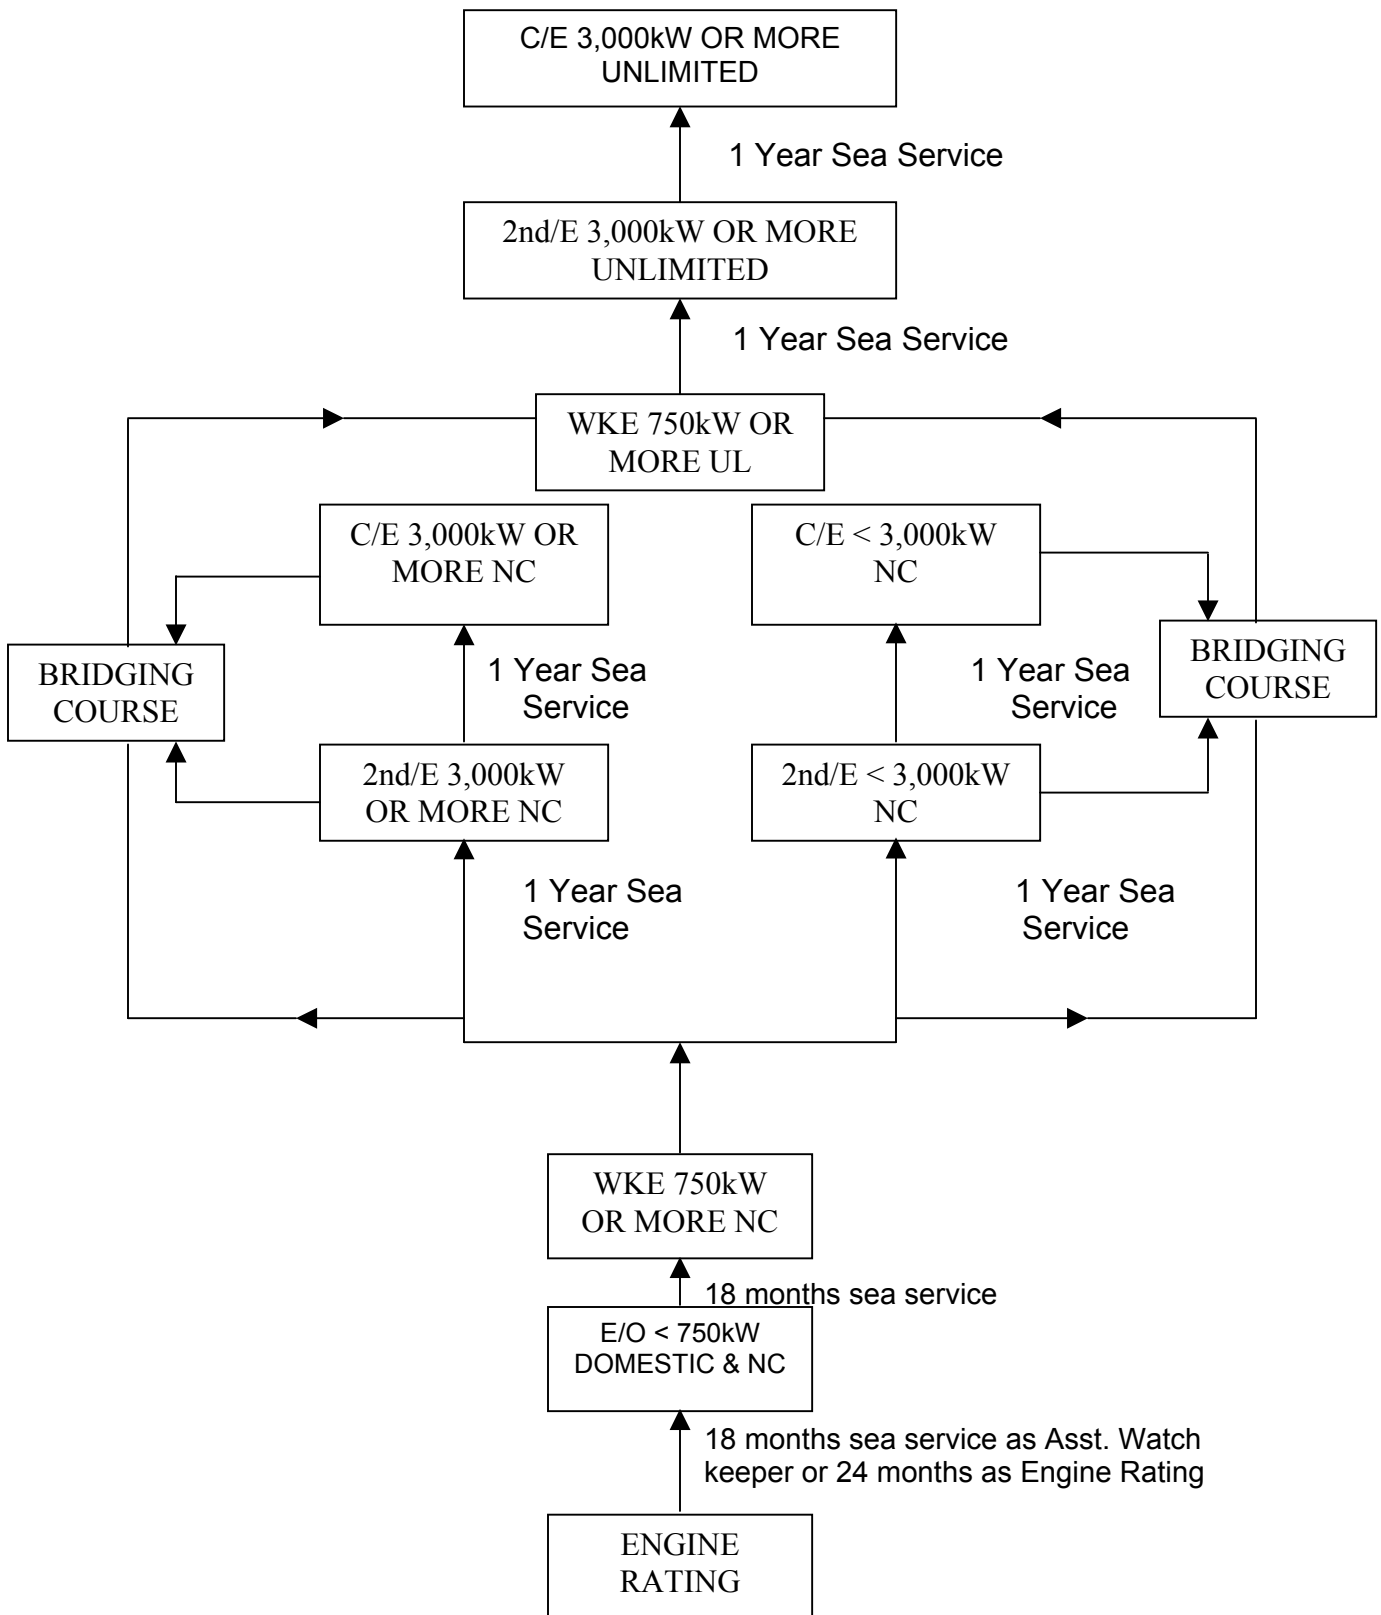 C/E 3,000kW OR MORE
UNLIMITED
1 Year Sea Service
2nd/E 3,000kW OR MORE
UNLIMITED
1 Year Sea Service
WKE 750kW OR
MORE UL
C/E 3,000kW OR
MORE NC
C/E < 3,000kW
NC
BRIDGING
COURSE
1 Year Sea
Service
1 Year Sea
Service
BRIDGING
COURSE
2nd/E 3,000kW
OR MORE NC
2nd/E < 3,000kW
NC
1 Year Sea
Service
1 Year Sea
Service
WKE 750kW
OR MORE NC
18 months sea service
E/O < 750kW
DOMESTIC & NC
18 months sea service as Asst. Watch
keeper or 24 months as Engine Rating
ENGINE
RATING